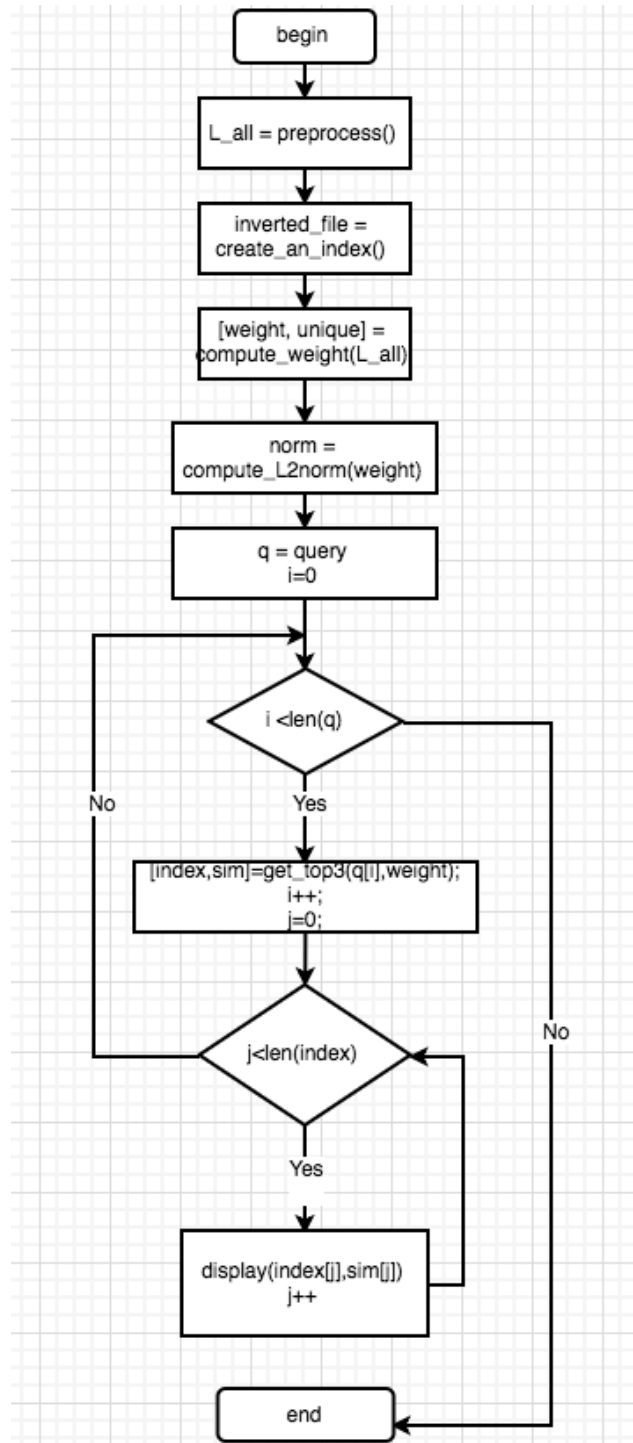 begin
L_all = preprocess()
inverted_file =
create_an_index()
[weight, unique] =
compute_weight(L_all)
norm =
compute_L2norm(weight)
q = query
i=0
i <len(q)
No
Yes
[index,sim]=get_top3(q[i],weight);
i++;
j=0;
j<len(index)
No
Yes
display(index[j],sim[j])
j++
end